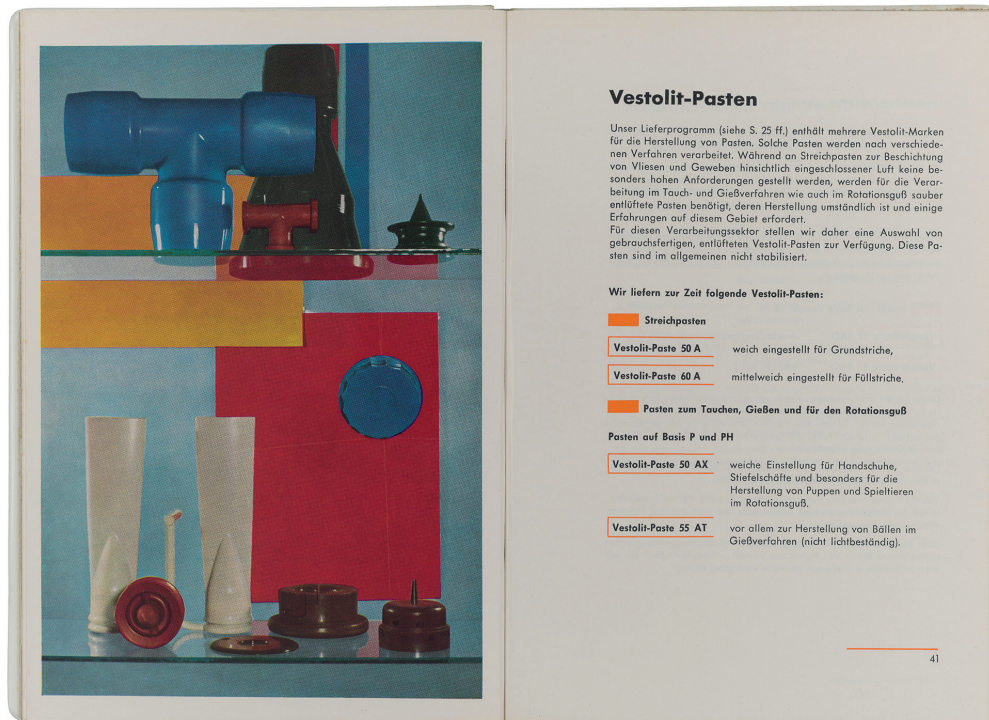 Vestolit-Pasten
Unser Lieferprogramm (siehe S. 25 ff.) enthält mehrere Vestolit-Marken
für die Herstellung von Pasten. Solche Pasten werden nach verschiede-
nen Verfahren verarbeitet. Während an Streichpasten zur Beschichtung
von Vliesen und Geweben hinsichtlich eingeschlossener Luft keine be-
sonders hohen Anforderungen gestellt werden, werden für die Verar-
beitung im Tauch- und Gießverfahren wie auch im Rotationsguß sauber
entlüftete Pasten benötigt, deren Herstellung umständlich ist und einige
Erfahrungen auf diesem Gebiet erfordert.
Für diesen Verarbeitungssektor stellen wir daher eine Auswahl von
gebrauchsfertigen, entlüfteten Vestolit-Pasten zur Verfügung. Diese Pa-
sten sind im allgemeinen nicht stabilisiert.
Wir liefern zur Zeit folgende Vestolit-Pasten:
Streichpasten
Vestolit-Paste 50 A weich eingestellt für Grundstriche,
Vestolit-Paste 60 A mittelweich eingestellt für Füllstriche.
Pasten zum Tauchen, Gießen und für den Rotationsguß
Pasten auf Basis P und PH
Vestolit-Paste 50 AX weiche Einstellung für Handschuhe,
Stiefelschäfte und besonders für die
Herstellung von Puppen und Spieltieren
im Rotationsguß.
Vestolit-Paste 55 AT vor allem zur Herstellung von Bällen im
Gießverfahren (nicht lichtbeständig).
41